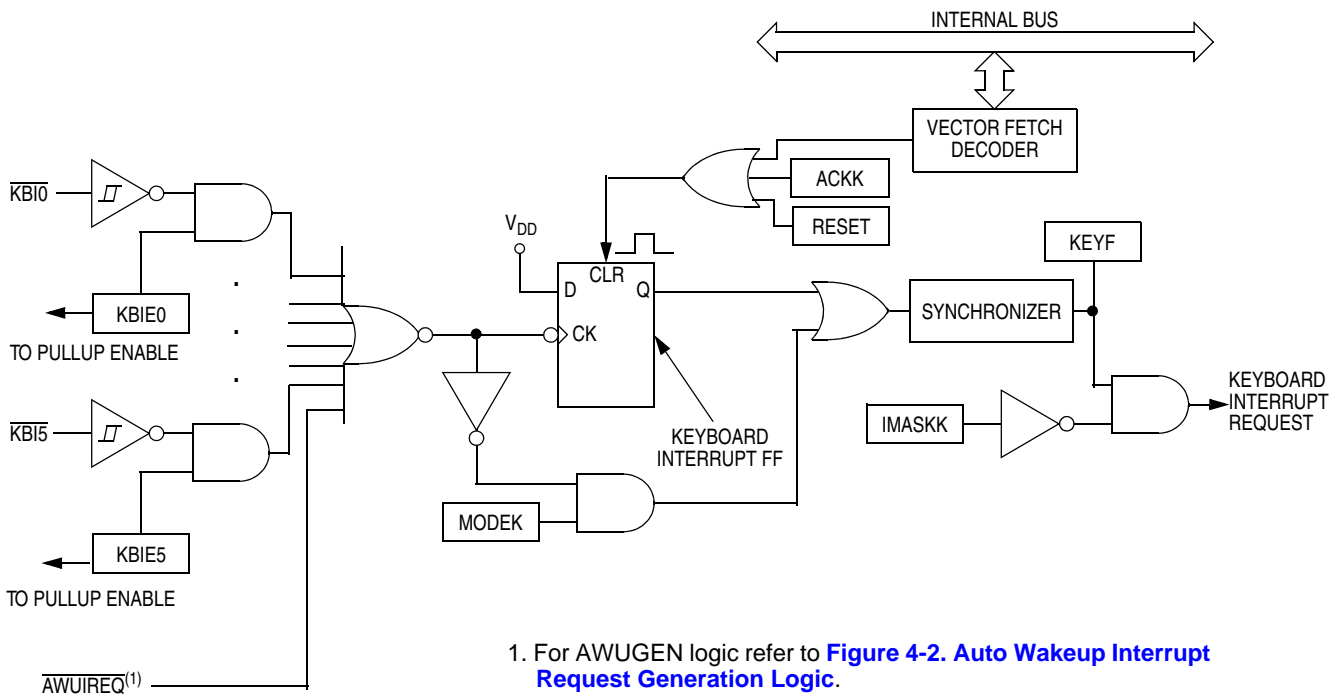 INTERNAL BUS
VECTOR FETCH
DECODER
ACKK
RESET
V_DD
CLR
D
Q
CK
KEYF
SYNCHRONIZER
KBI0
KBIE0
TO PULLUP ENABLE
KBI5
KBIE5
TO PULLUP ENABLE
KEYBOARD
INTERRUPT FF
MODEK
IMASKK
KEYBOARD
INTERRUPT
REQUEST
AWUIREQ(1)
1. For AWUGEN logic refer to Figure 4-2. Auto Wakeup Interrupt
Request Generation Logic.